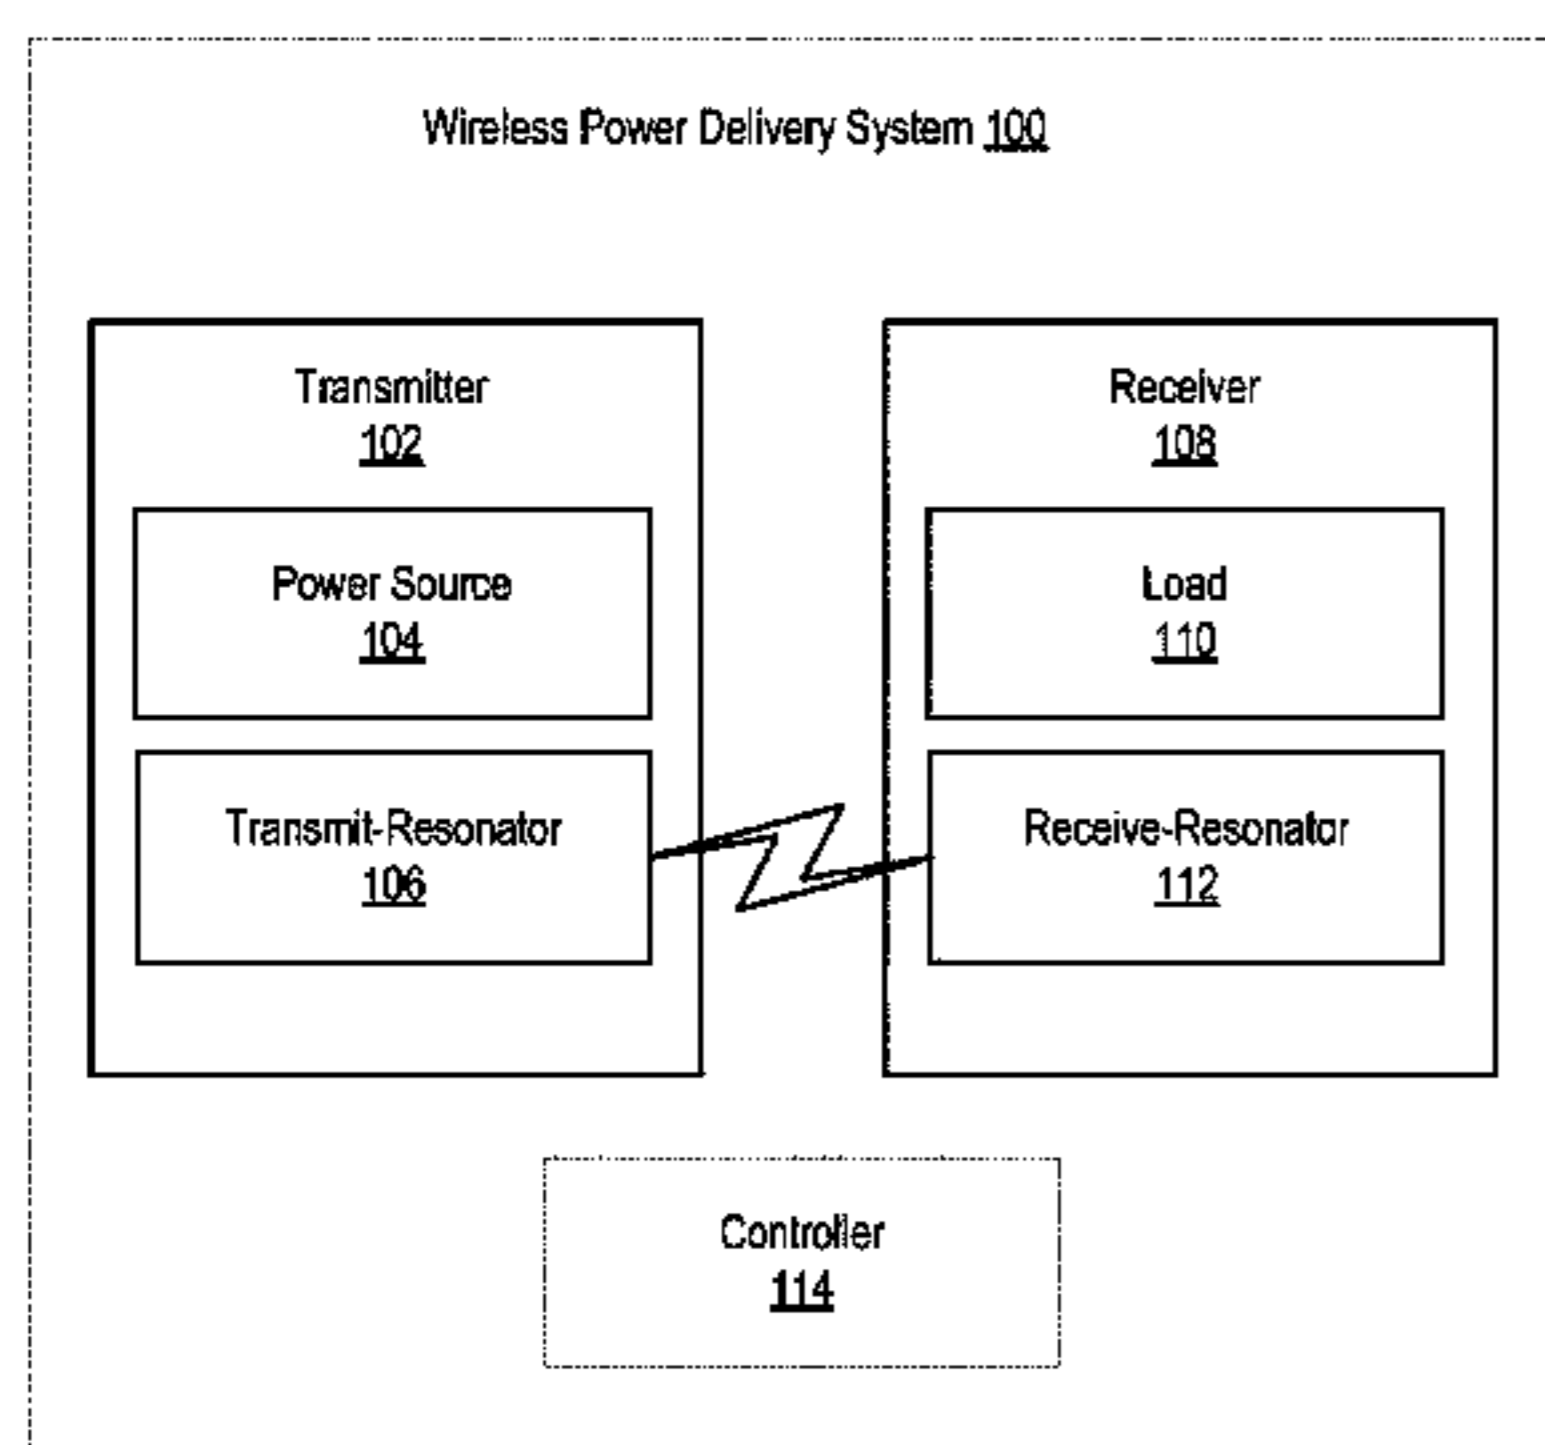 Wireless Power Delivery System 100
Transmitter
102
Power Source
104
Transmit-Resonator
106
Receiver
108
Load
110
Receive-Resonator
112
Controller
114